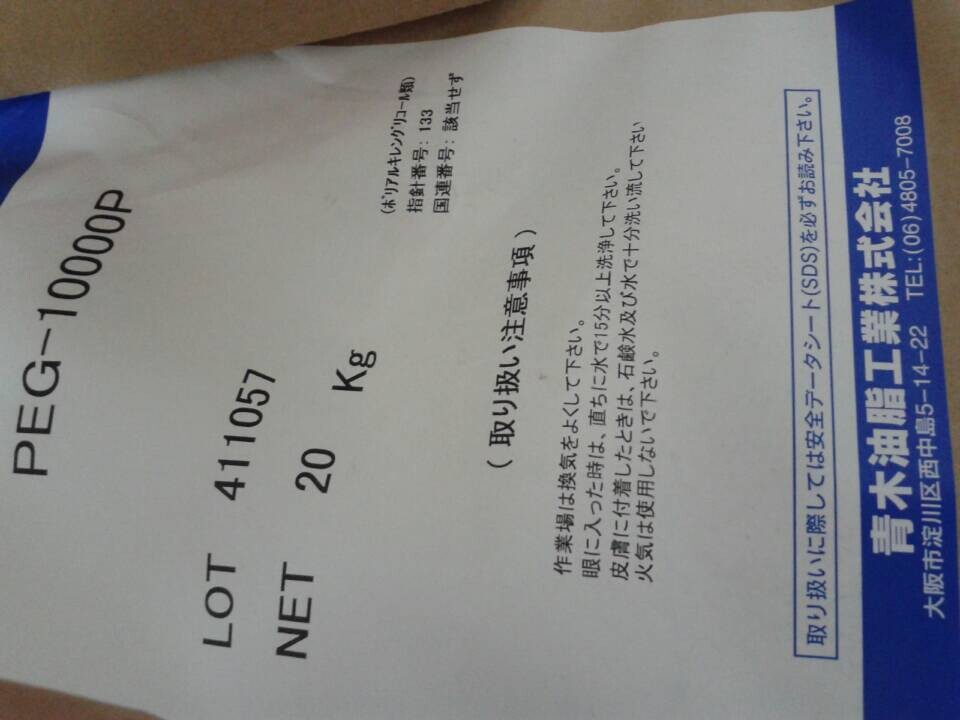 PEG-10000P
LOT 411057
NET 20 Kg
(ポリアルキレングリコール類)
指針番号: 133
国連番号: 該当せず
(取り扱い注意事項)
作業場は換気をよくして下さい。
眼に入った時は、直ちに水で15分以上洗浄して下さい。
皮膚に付着したときは、石鹸水及び水で十分洗い流して下さい
火気は使用しないで下さい。
取り扱いに際しては安全データシート(SDS)を必ずお読み下さい。
青木油脂工業株式会社
大阪市淀川区西中島5-14-22 TEL:(06)4805-7008